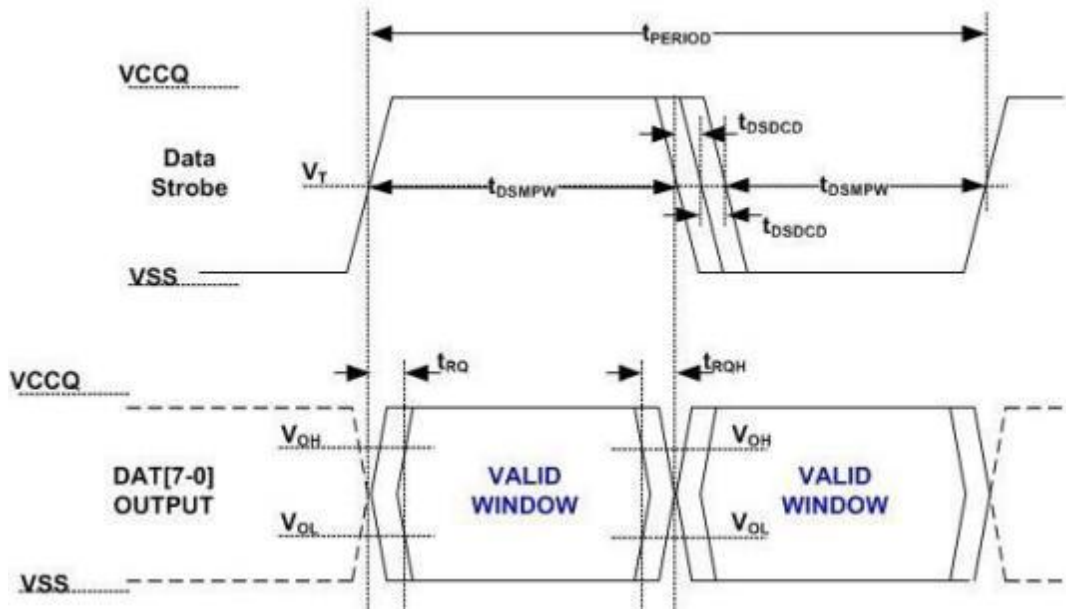 tPERIOD
VCCQ
tDSDCD
Data
Strobe
VT
tDSMPW
tDSMPW
tDSDCD
VSS
tRQ
tRQH
VCCQ
VOH
VOH
DAT[7-0]
OUTPUT
VALID
WINDOW
VALID
WINDOW
VOL
VOL
VSS